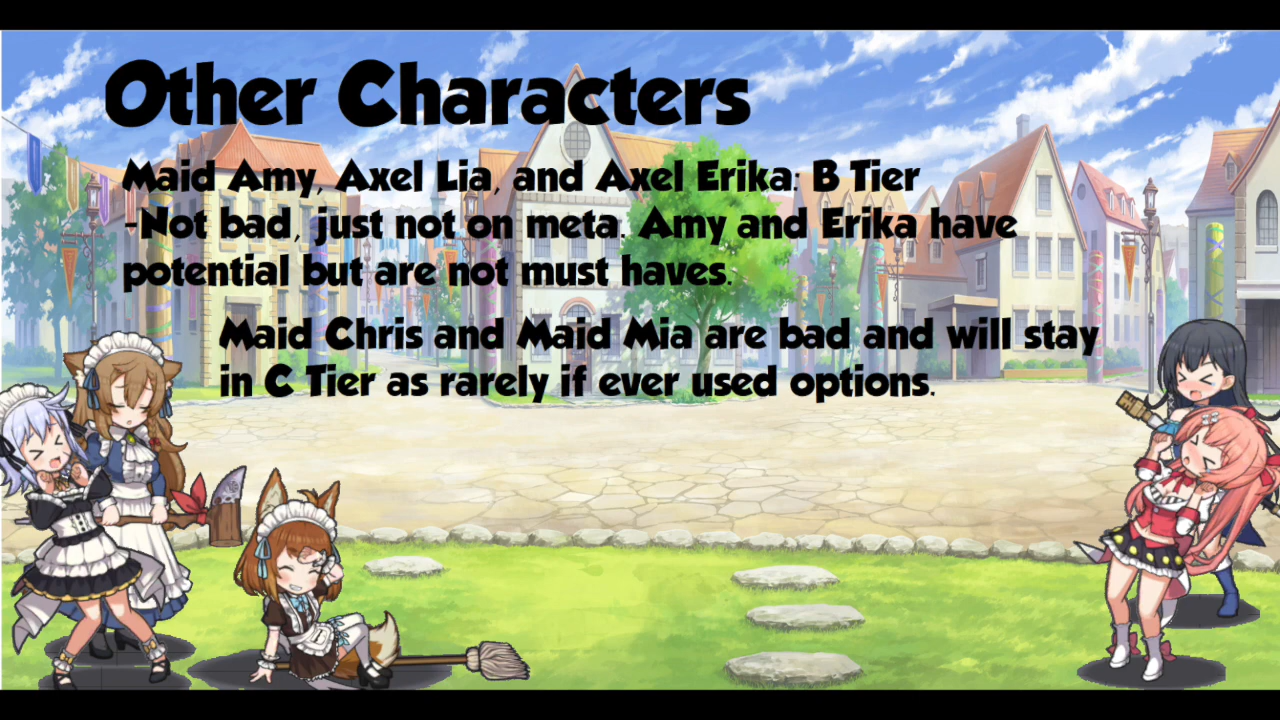 Other Characters
Maid Amy, Axel Lia, and Axel Erika: B Tier
-Not bad, just not on meta. Amy and Erika have
potential but are not must haves.
Maid Chris and Maid Mia are bad and will stay
in C Tier as rarely if ever used options.